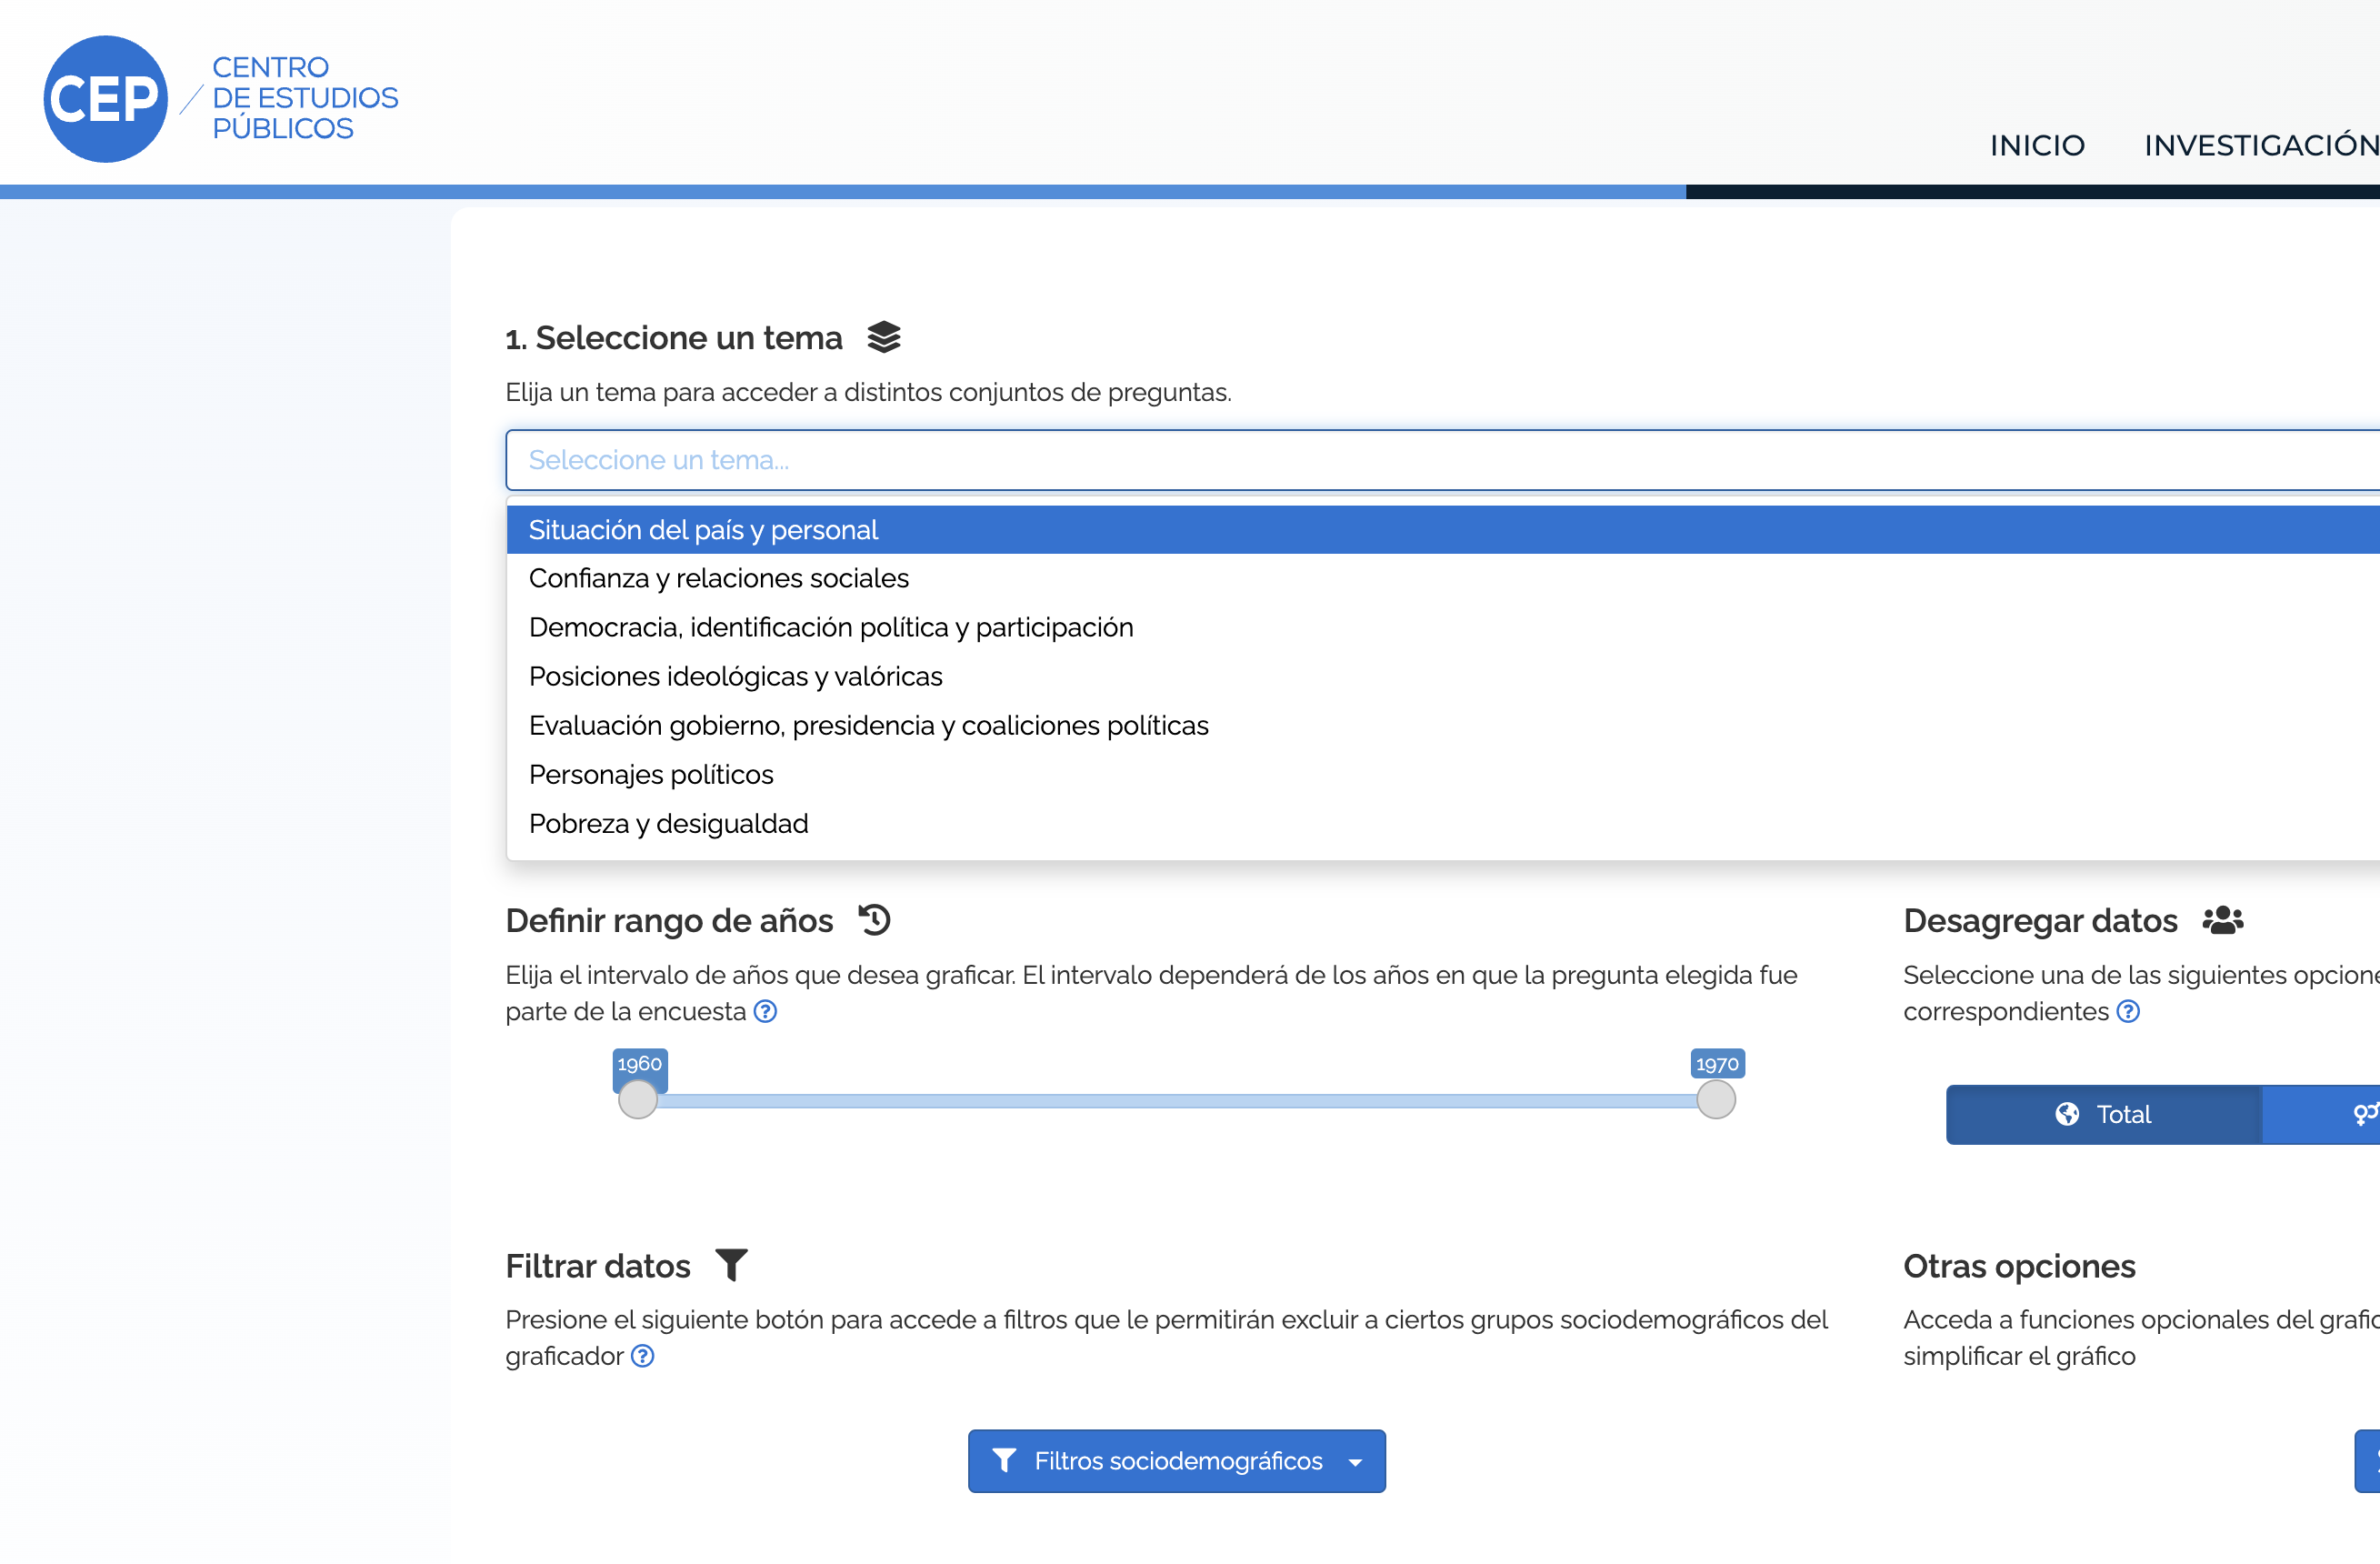 CEP
CENTRO
DE ESTUDIOS
PÚBLICOS
INICIO INVESTIGACIÓN
1. Seleccione un tema
Elija un tema para acceder a distintos conjuntos de preguntas.
Seleccione un tema...
Situación del país y personal
Confianza y relaciones sociales
Democracia, identificación política y participación
Posiciones ideológicas y valóricas
Evaluación gobierno, presidencia y coaliciones políticas
Personajes políticos
Pobreza y desigualdad
Definir rango de años
Elija el intervalo de años que desea graficar. El intervalo dependerá de los años en que la pregunta elegida fue
parte de la encuesta
1960 1970
Desagregar datos
Seleccione una de las siguientes
correspondientes
Total
Filtrar datos
Presione el siguiente botón para accede a filtros que le permitirán excluir a ciertos grupos sociodemográficos del
graficador
Filtros sociodemográficos
Otras opciones
Acceda a funciones opcionales del
simplificar el gráfico